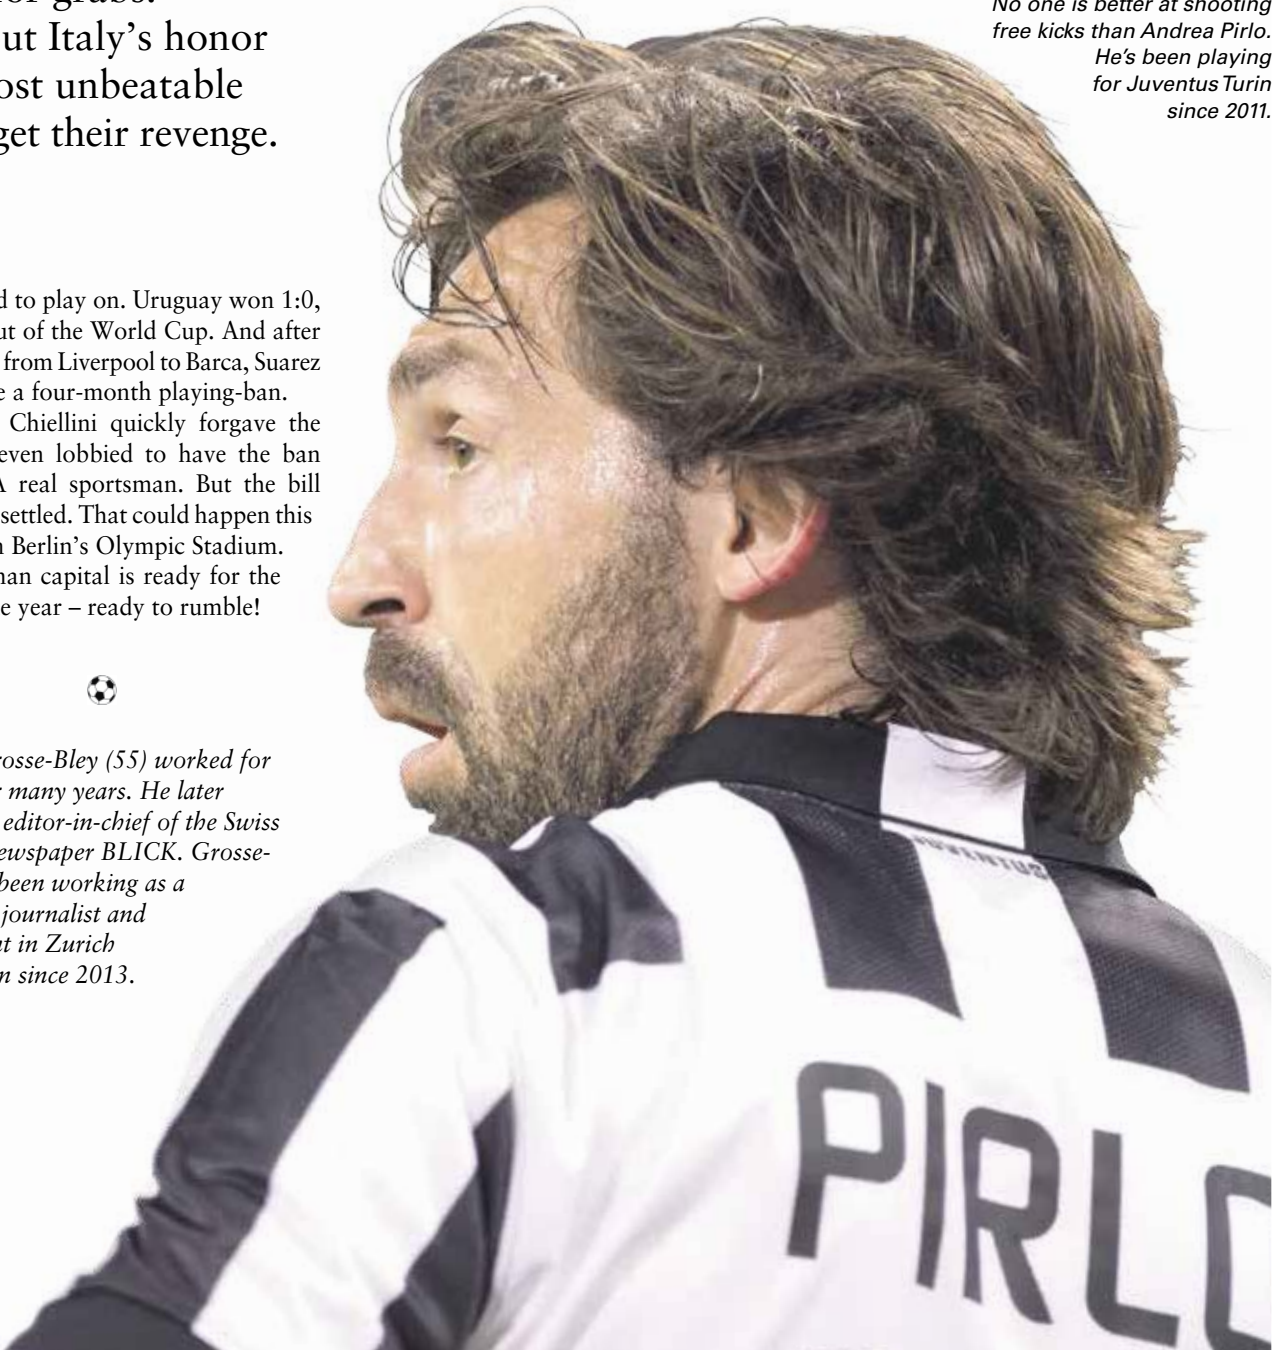 or grabs.
ut Italy's honor
ost unbeatable
get their revenge.
No one is better at shooting
free kicks than Andrea Pirlo.
He's been playing
for Juventus Turin
since 2011.
d to play on. Uruguay won 1:0,
ut of the World Cup. And after
from Liverpool to Barca, Suarez
e a four-month playing-ban.
Chiellini quickly forgave the
even lobbied to have the ban
A real sportsman. But the bill
settled. That could happen this
n Berlin's Olympic Stadium.
man capital is ready for the
e year – ready to rumble!
rosse-Bley (55) worked for
r many years. He later
editor-in-chief of the Swiss
ewspaper BLICK. Grosse-
been working as a
journalist and
nt in Zurich
n since 2013.
JUVENTUS
PIRLO